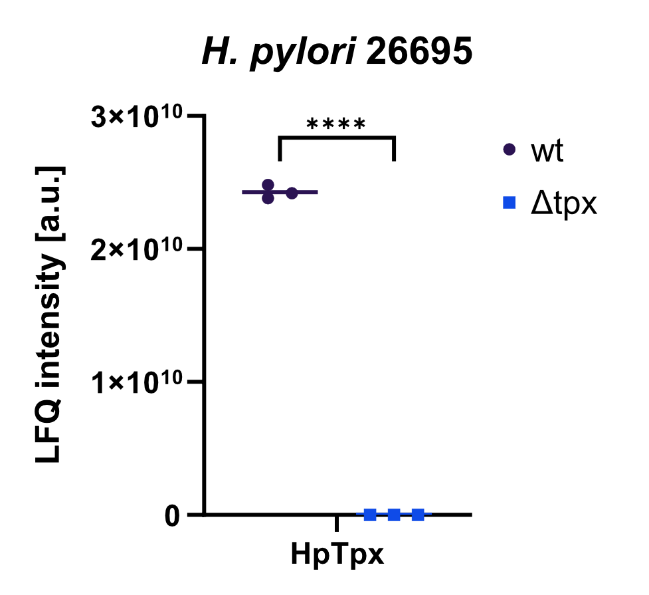 H. pylori 26695
3×10¹⁰
****
wt
Δtpx
2×10¹⁰
LFQ intensity [a.u.]
1×10¹⁰
0
HpTpx